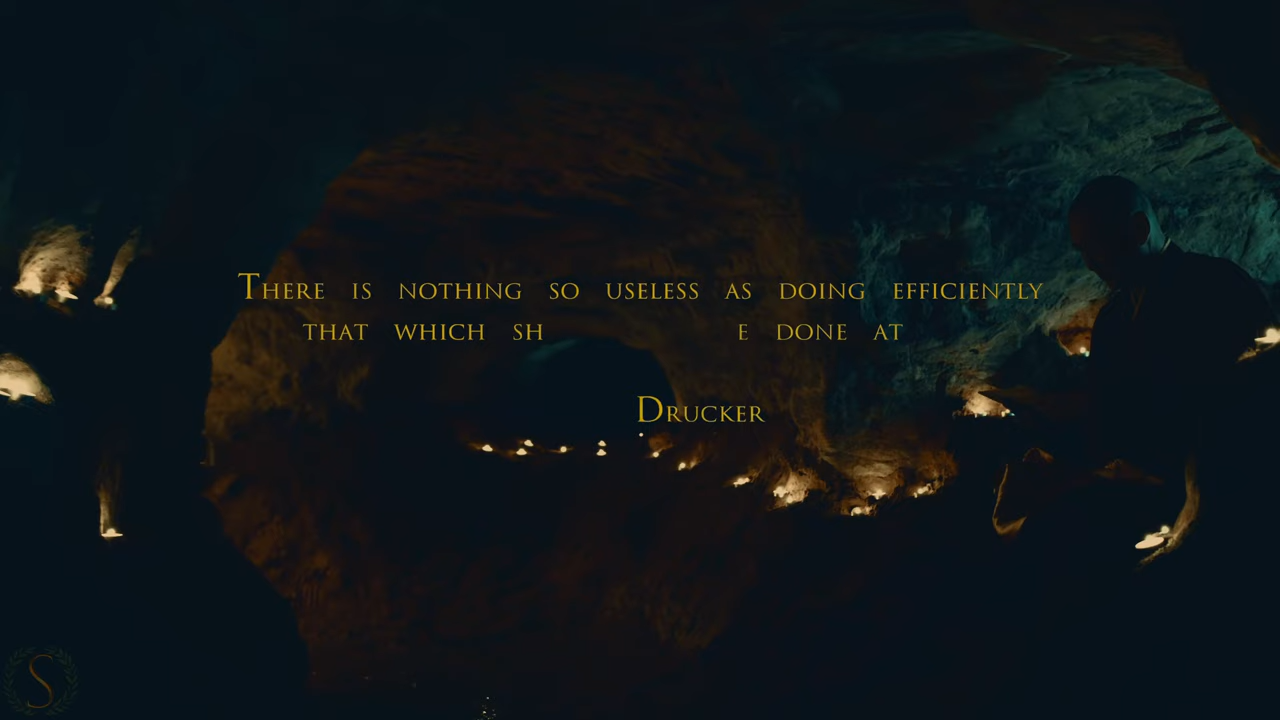 There is nothing so useless as doing efficiently
that which sh e done at
Drucker
S